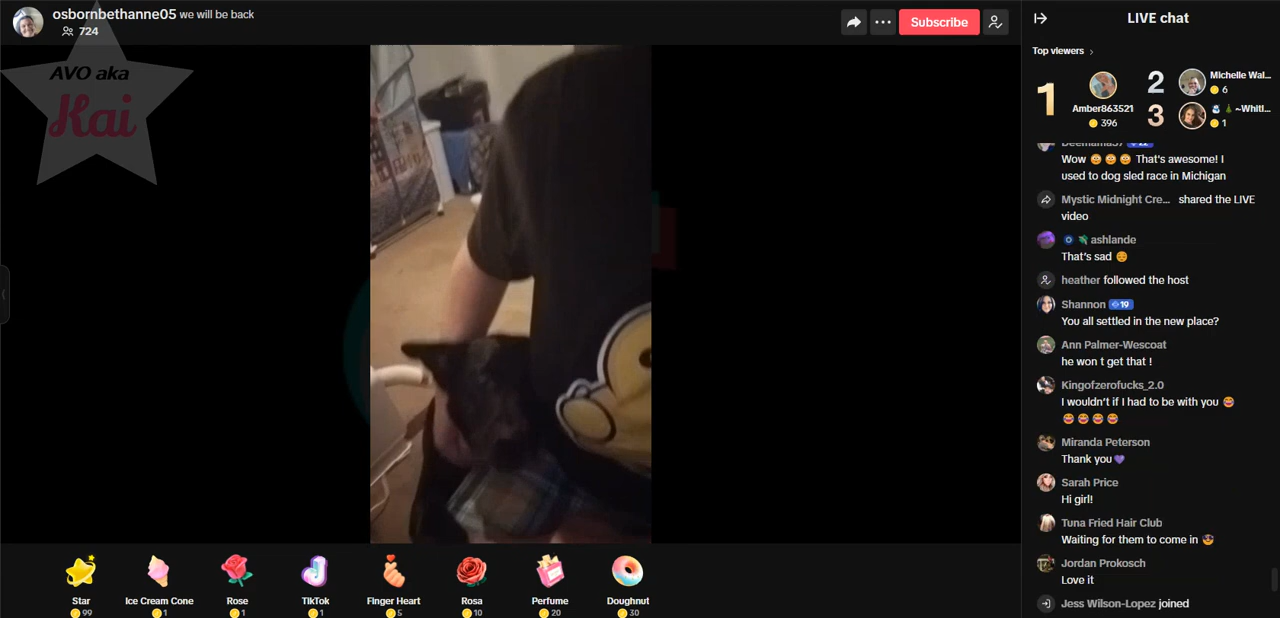 osbornbethanne05 we will be back
724
Subscribe
LIVE chat
AVO aka
Kai
Top viewers
1
Amber863521
396
2
Michelle Wal...
6
3
~Whitl...
1
Wow That's awesome! I
used to dog sled race in Michigan
Mystic Midnight Cre... shared the LIVE
video
ashlande
That's sad
heather followed the host
Shannon 19
You all settled in the new place?
Ann Palmer-Wescoat
he won t get that !
Kingofzerofucks_2.0
I wouldn't if I had to be with you
Miranda Peterson
Thank you
Sarah Price
Hi girl!
Tuna Fried Hair Club
Waiting for them to come in
Jordan Prokosch
Love it
Jess Wilson-Lopez joined
Star
99
Ice Cream Cone
1
Rose
1
TikTok
1
Finger Heart
5
Rosa
10
Perfume
20
Doughnut
30